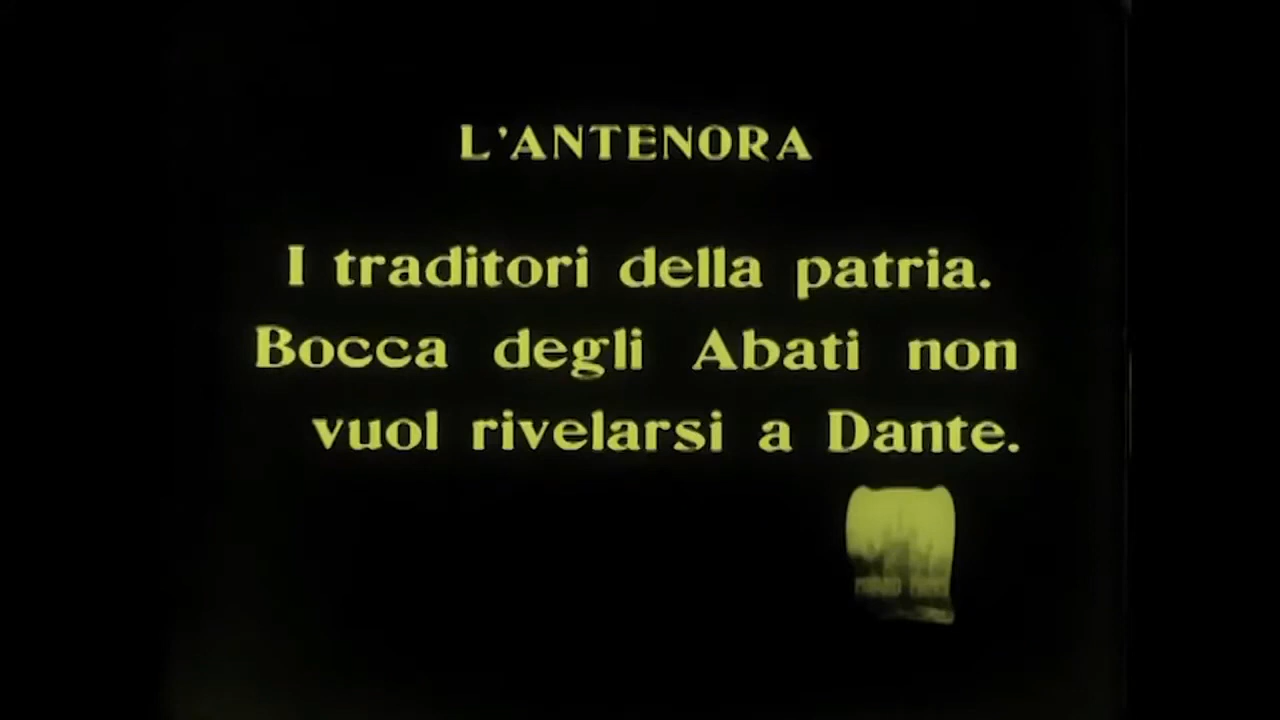 L'ANTENORA
I traditori della patria.
Bocca degli Abati non
vuol rivelarsi a Dante.